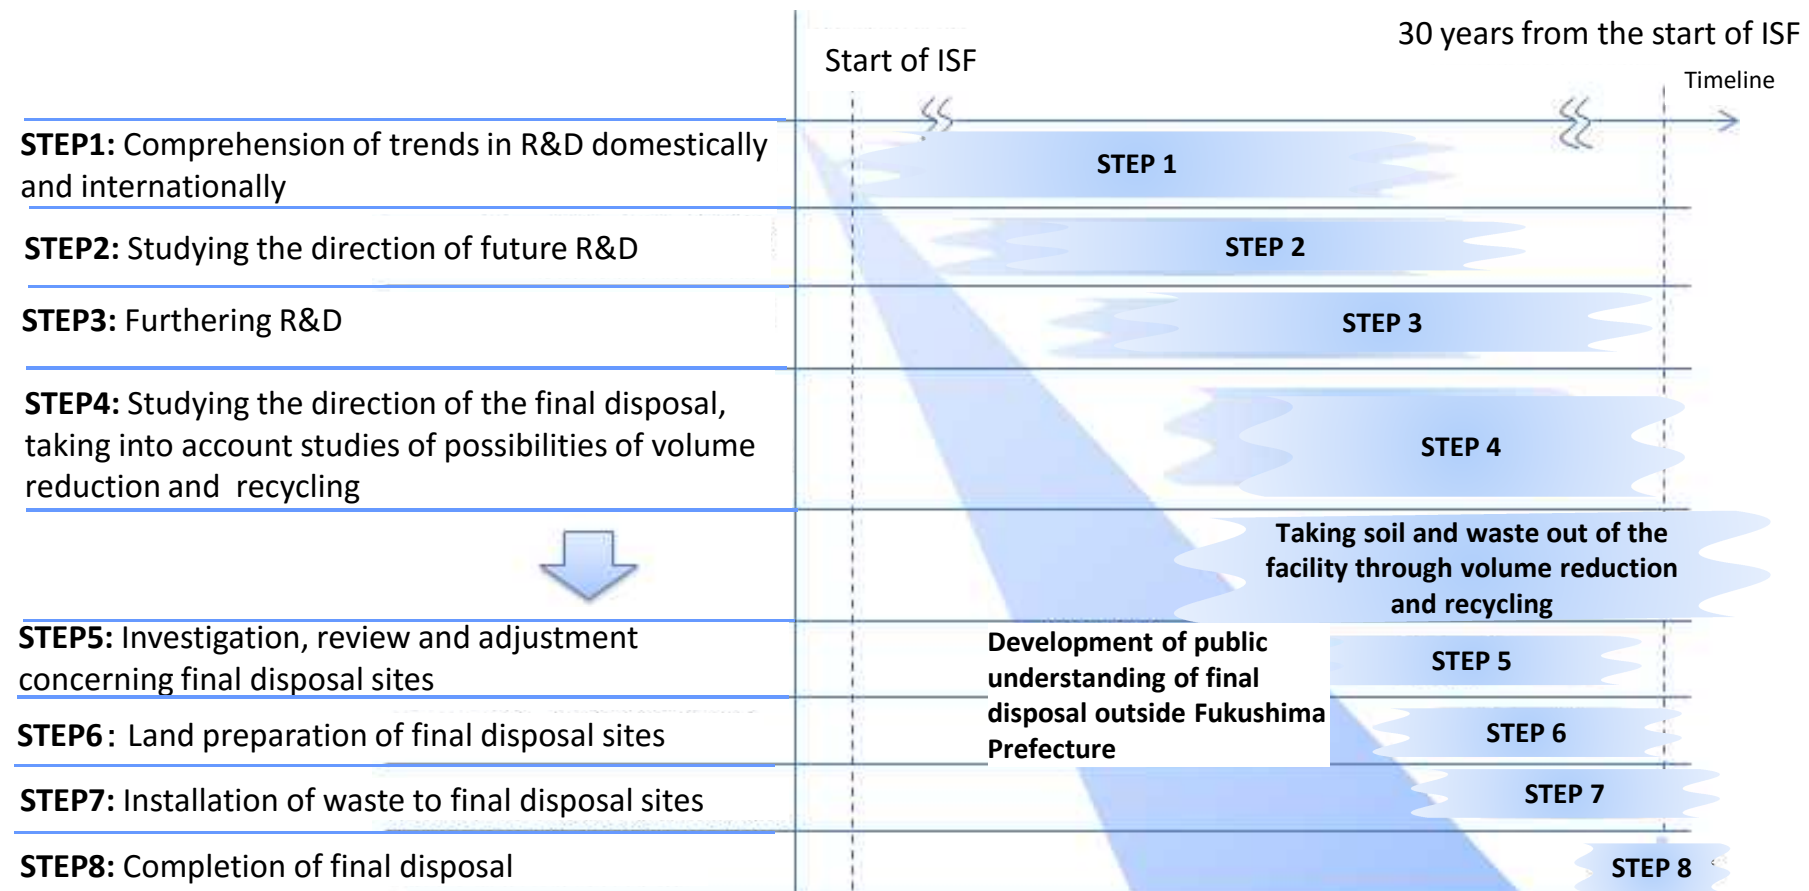 30 years from the start of ISF
Start of ISF
Timeline
STEP1: Comprehension of trends in R&D domestically
and internationally
STEP 1
STEP2: Studying the direction of future R&D
STEP 2
STEP3: Furthering R&D
STEP 3
STEP4: Studying the direction of the final disposal,
taking into account studies of possibilities of volume
reduction and recycling
STEP 4
Taking soil and waste out of the
facility through volume reduction
and recycling
STEP5: Investigation, review and adjustment
concerning final disposal sites
Development of public
understanding of final
disposal outside Fukushima
Prefecture
STEP 5
STEP6: Land preparation of final disposal sites
STEP 6
STEP7: Installation of waste to final disposal sites
STEP 7
STEP8: Completion of final disposal
STEP 8